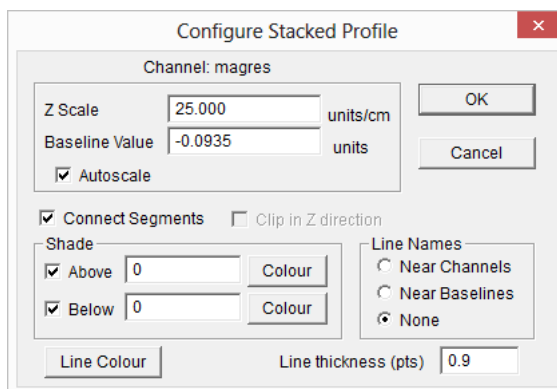 Configure Stacked Profile
Channel: magres
Z Scale 25.000 units/cm
Baseline Value -0.0935 units
Autoscale
OK
Cancel
Connect Segments Clip in Z direction
Shade
Above 0 Colour
Below 0 Colour
Line Names
Near Channels
Near Baselines
None
Line Colour Line thickness (pts) 0.9